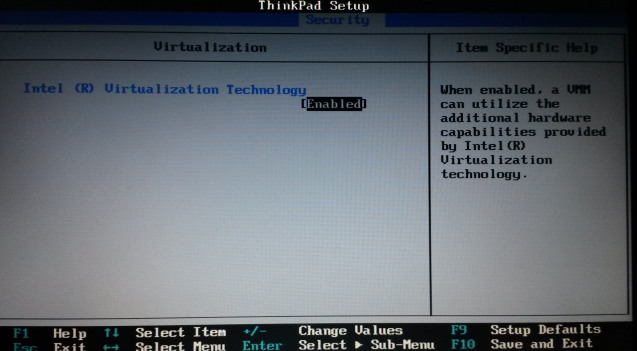 ThinkPad Setup
Security
Virtualization
Item Specific Help
Intel (R) Virtualization Technology
[Enabled]
When enabled, a VMM
can utilize the
additional hardware
capabilities provided
by Intel(R)
Virtualization
technology.
F1 Help ↑↓ Select Item +/- Change Values F9 Setup Defaults
Esc Exit ↔ Select Menu Enter Select ▶ Sub-Menu F10 Save and Exit